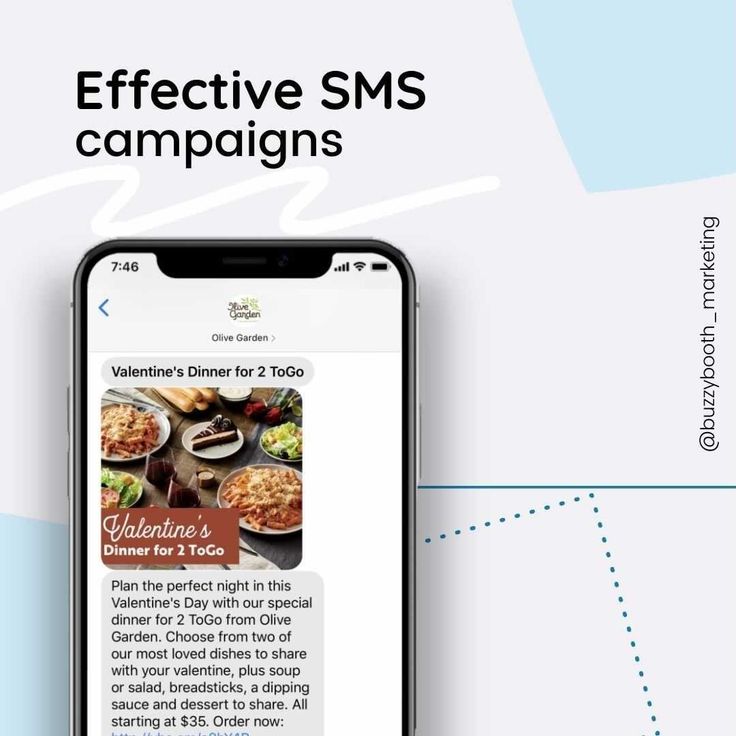 Effective SMS
campaigns
@buzzybooth_marketing
7:46
Olive
Garden
Olive Garden >
Valentine's Dinner for 2 ToGo
Valentine's
Dinner for 2 ToGo
Plan the perfect night in this
Valentine's Day with our special
dinner for 2 ToGo from Olive
Garden. Choose from two of
our most loved dishes to share
with your valentine, plus soup
or salad, breadsticks, a dipping
sauce and dessert to share. All
starting at $35. Order now: